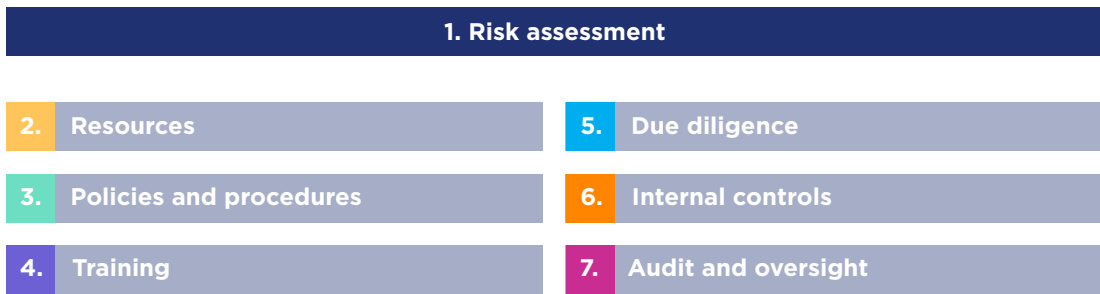 1. Risk assessment
2. Resources
3. Policies and procedures
4. Training
5. Due diligence
6. Internal controls
7. Audit and oversight